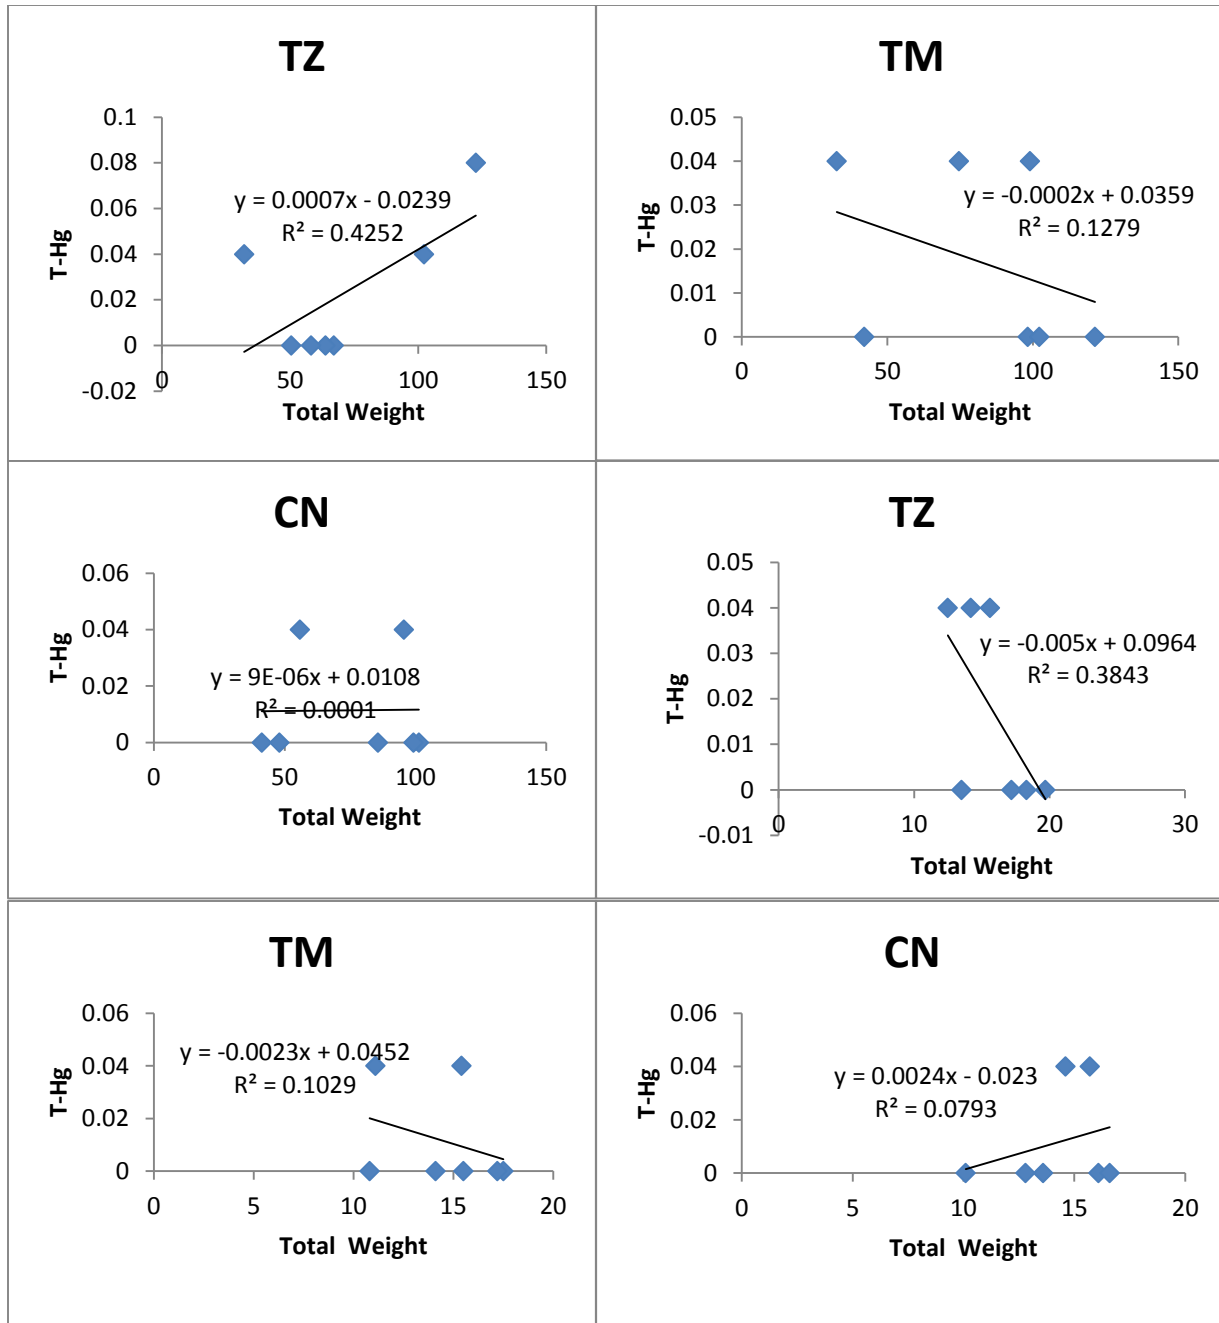 TZ
0.1
0.08
0.06
0.04
0.02
0
-0.02
T-Hg
y = 0.0007x - 0.0239
R² = 0.4252
0 50 100 150
Total Weight
TM
0.05
0.04
0.03
0.02
0.01
0
T-Hg
y = -0.0002x + 0.0359
R² = 0.1279
0 50 100 150
Total Weight
CN
0.06
0.04
0.02
0
T-Hg
y = 9E-06x + 0.0108
R² = 0.0001
0 50 100 150
Total Weight
TZ
0.05
0.04
0.03
0.02
0.01
0
-0.01
T-Hg
y = -0.005x + 0.0964
R² = 0.3843
0 10 20 30
Total Weight
TM
0.06
0.04
0.02
0
T-Hg
y = -0.0023x + 0.0452
R² = 0.1029
0 5 10 15 20
Total Weight
CN
0.06
0.04
0.02
0
T-Hg
y = 0.0024x - 0.023
R² = 0.0793
0 5 10 15 20
Total Weight